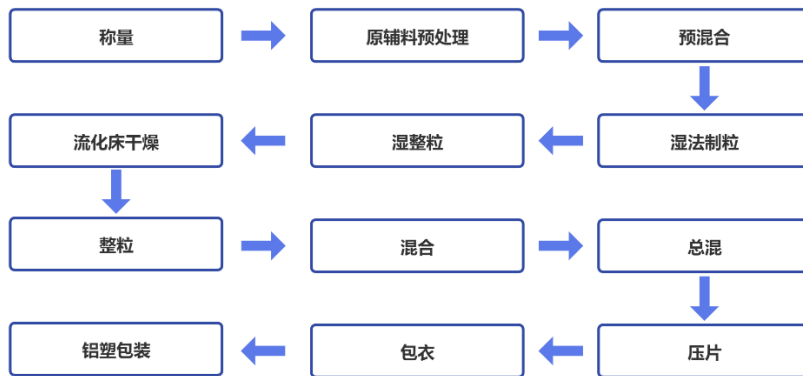 称量
原辅料预处理
预混合
湿法制粒
湿整粒
流化床干燥
整粒
混合
总混
压片
包衣
铝塑包装